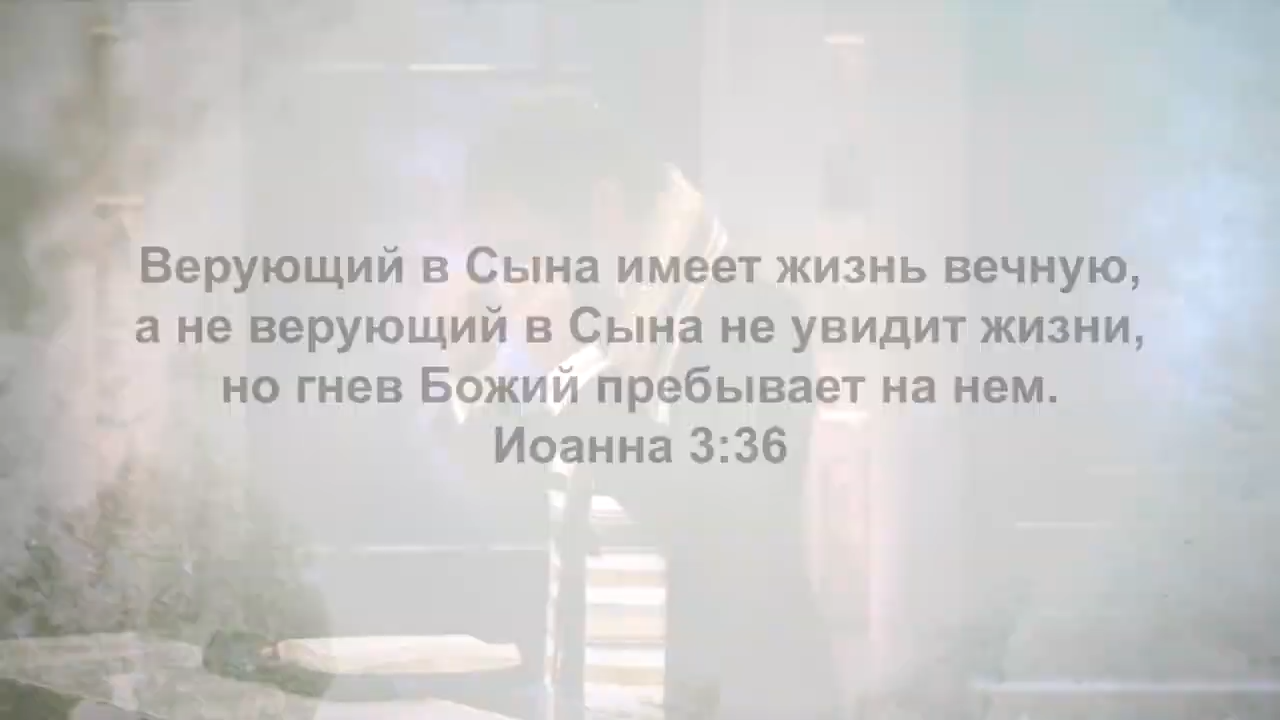 Верующий в Сына имеет жизнь вечную,
а не верующий в Сына не увидит жизни,
но гнев Божий пребывает на нем.
Иоанна 3:36